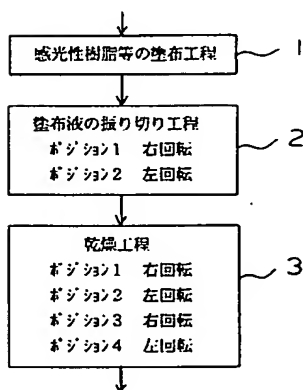 感光性樹脂等の塗布工程
1
塗布液の振り切り工程
ポジション1 右回転
ポジション2 左回転
2
乾燥工程
ポジション1 右回転
ポジション2 左回転
ポジション3 右回転
ポジション4 左回転
3